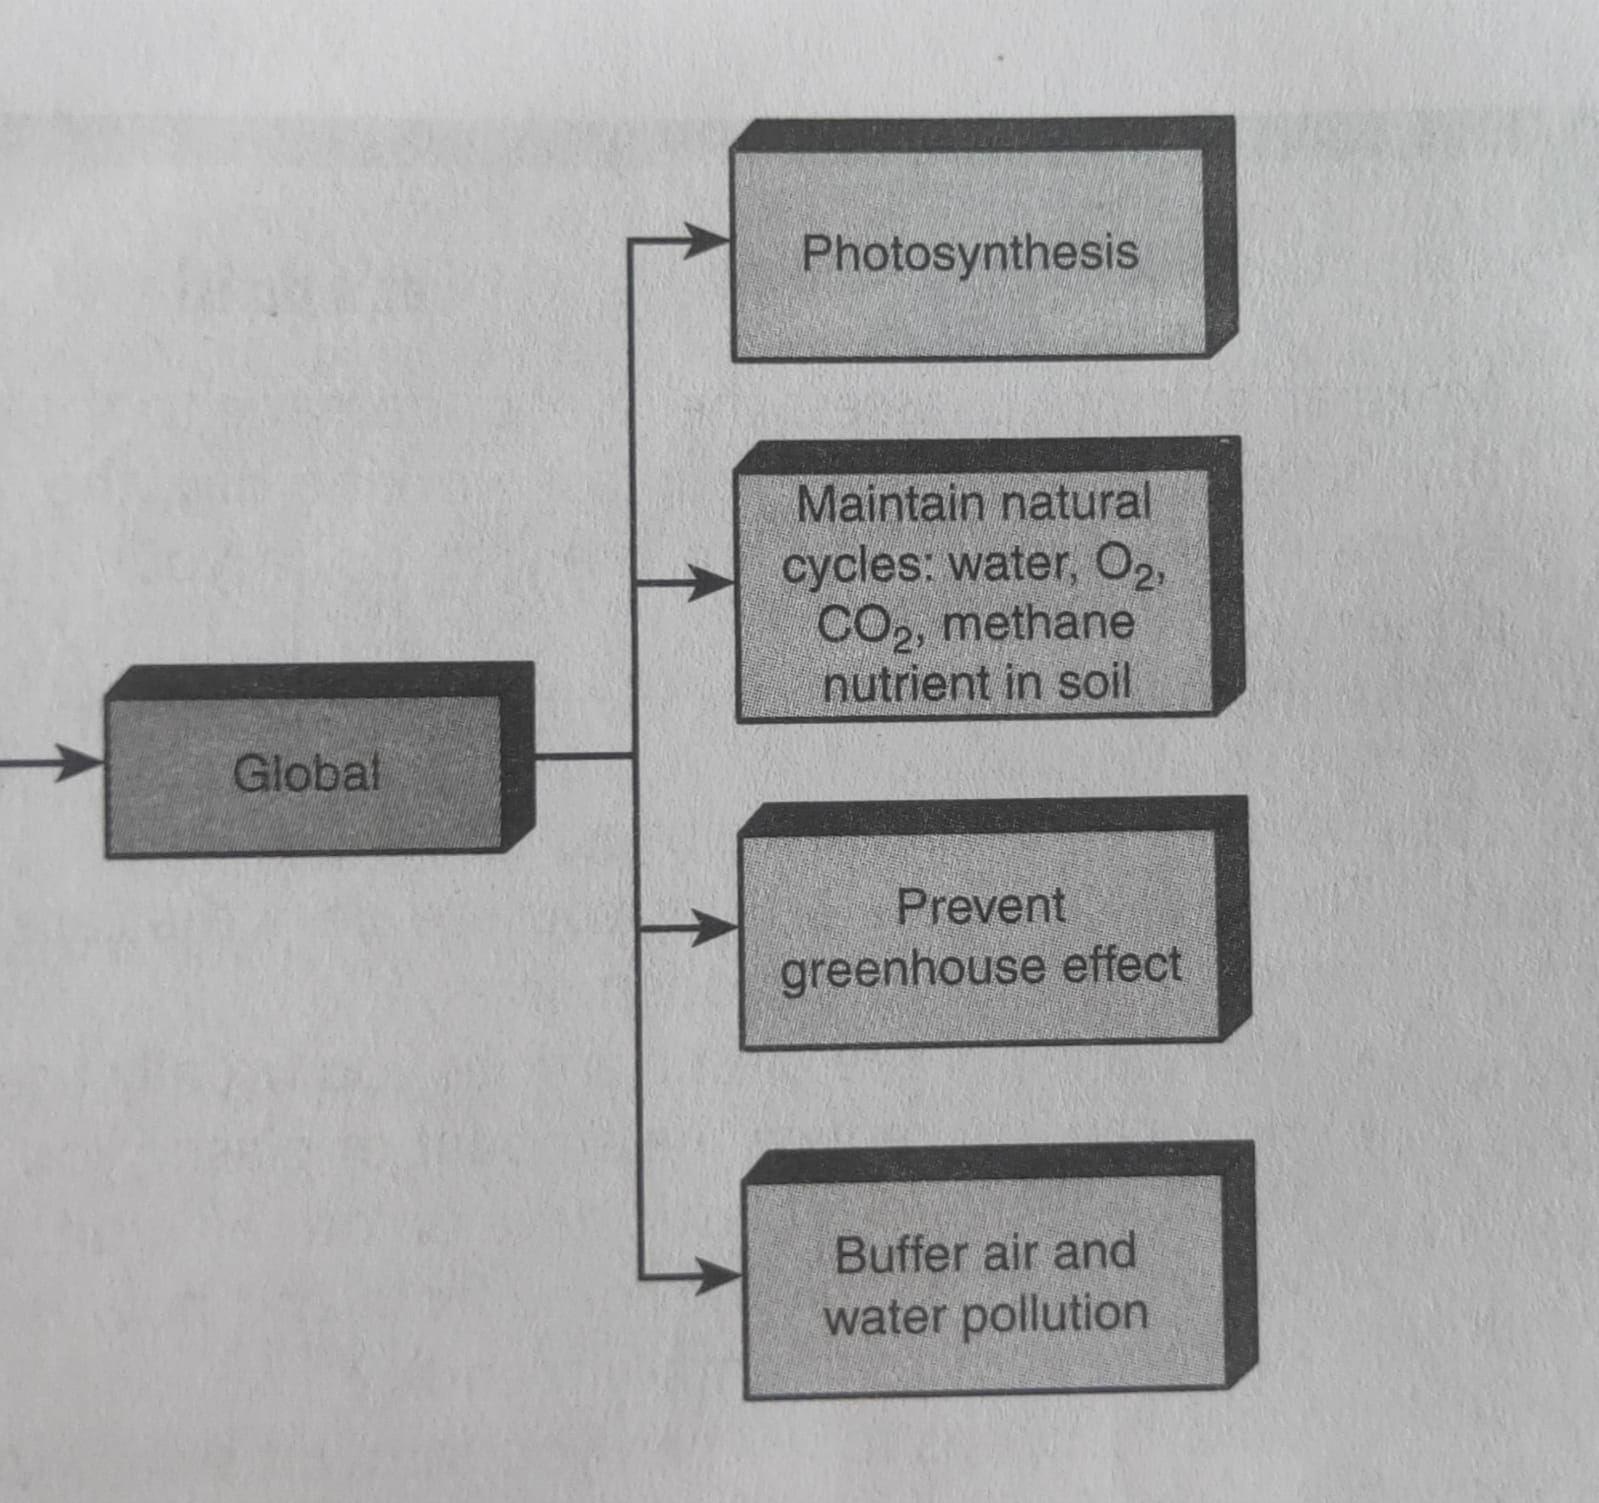 Photosynthesis
Maintain natural
cycles: water, O₂,
CO₂, methane
nutrient in soil
Global
Prevent
greenhouse effect
Buffer air and
water pollution